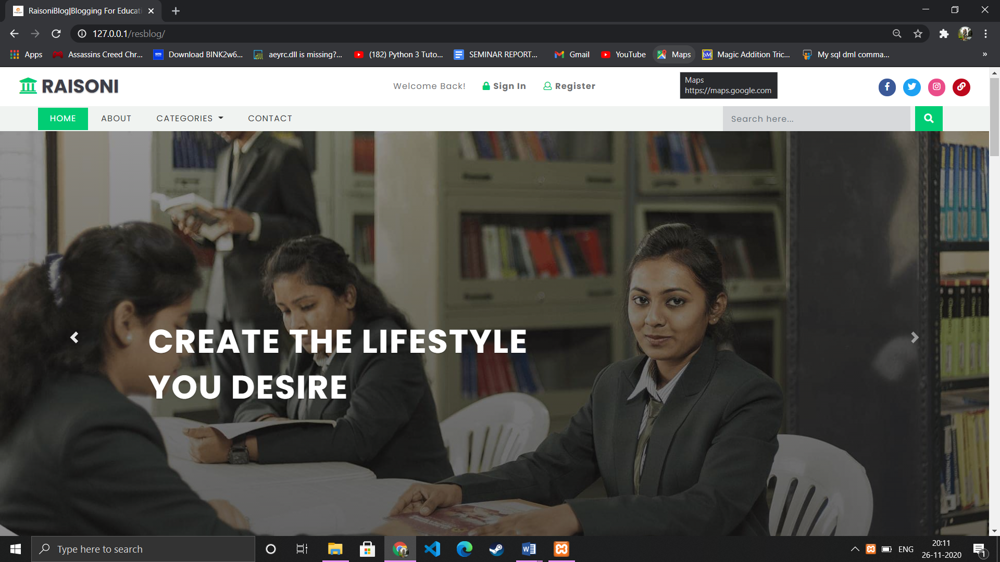 RaisoniBlog|Blogging For Educati
127.0.0.1/resblog/
Apps
Assassins Creed Chr...
Download BINK2w6...
aeyrc.dll is missing?...
(182) Python 3 Tuto...
SEMINAR REPORT...
Gmail
YouTube
Maps
Magic Addition Tric...
My sql dml comma...
»
RAISONI
Welcome Back!
Sign In
Register
Maps
https://maps.google.com
HOME
ABOUT
CATEGORIES
CONTACT
Search here...
CREATE THE LIFESTYLE
YOU DESIRE
Type here to search
ENG
20:11
26-11-2020
1